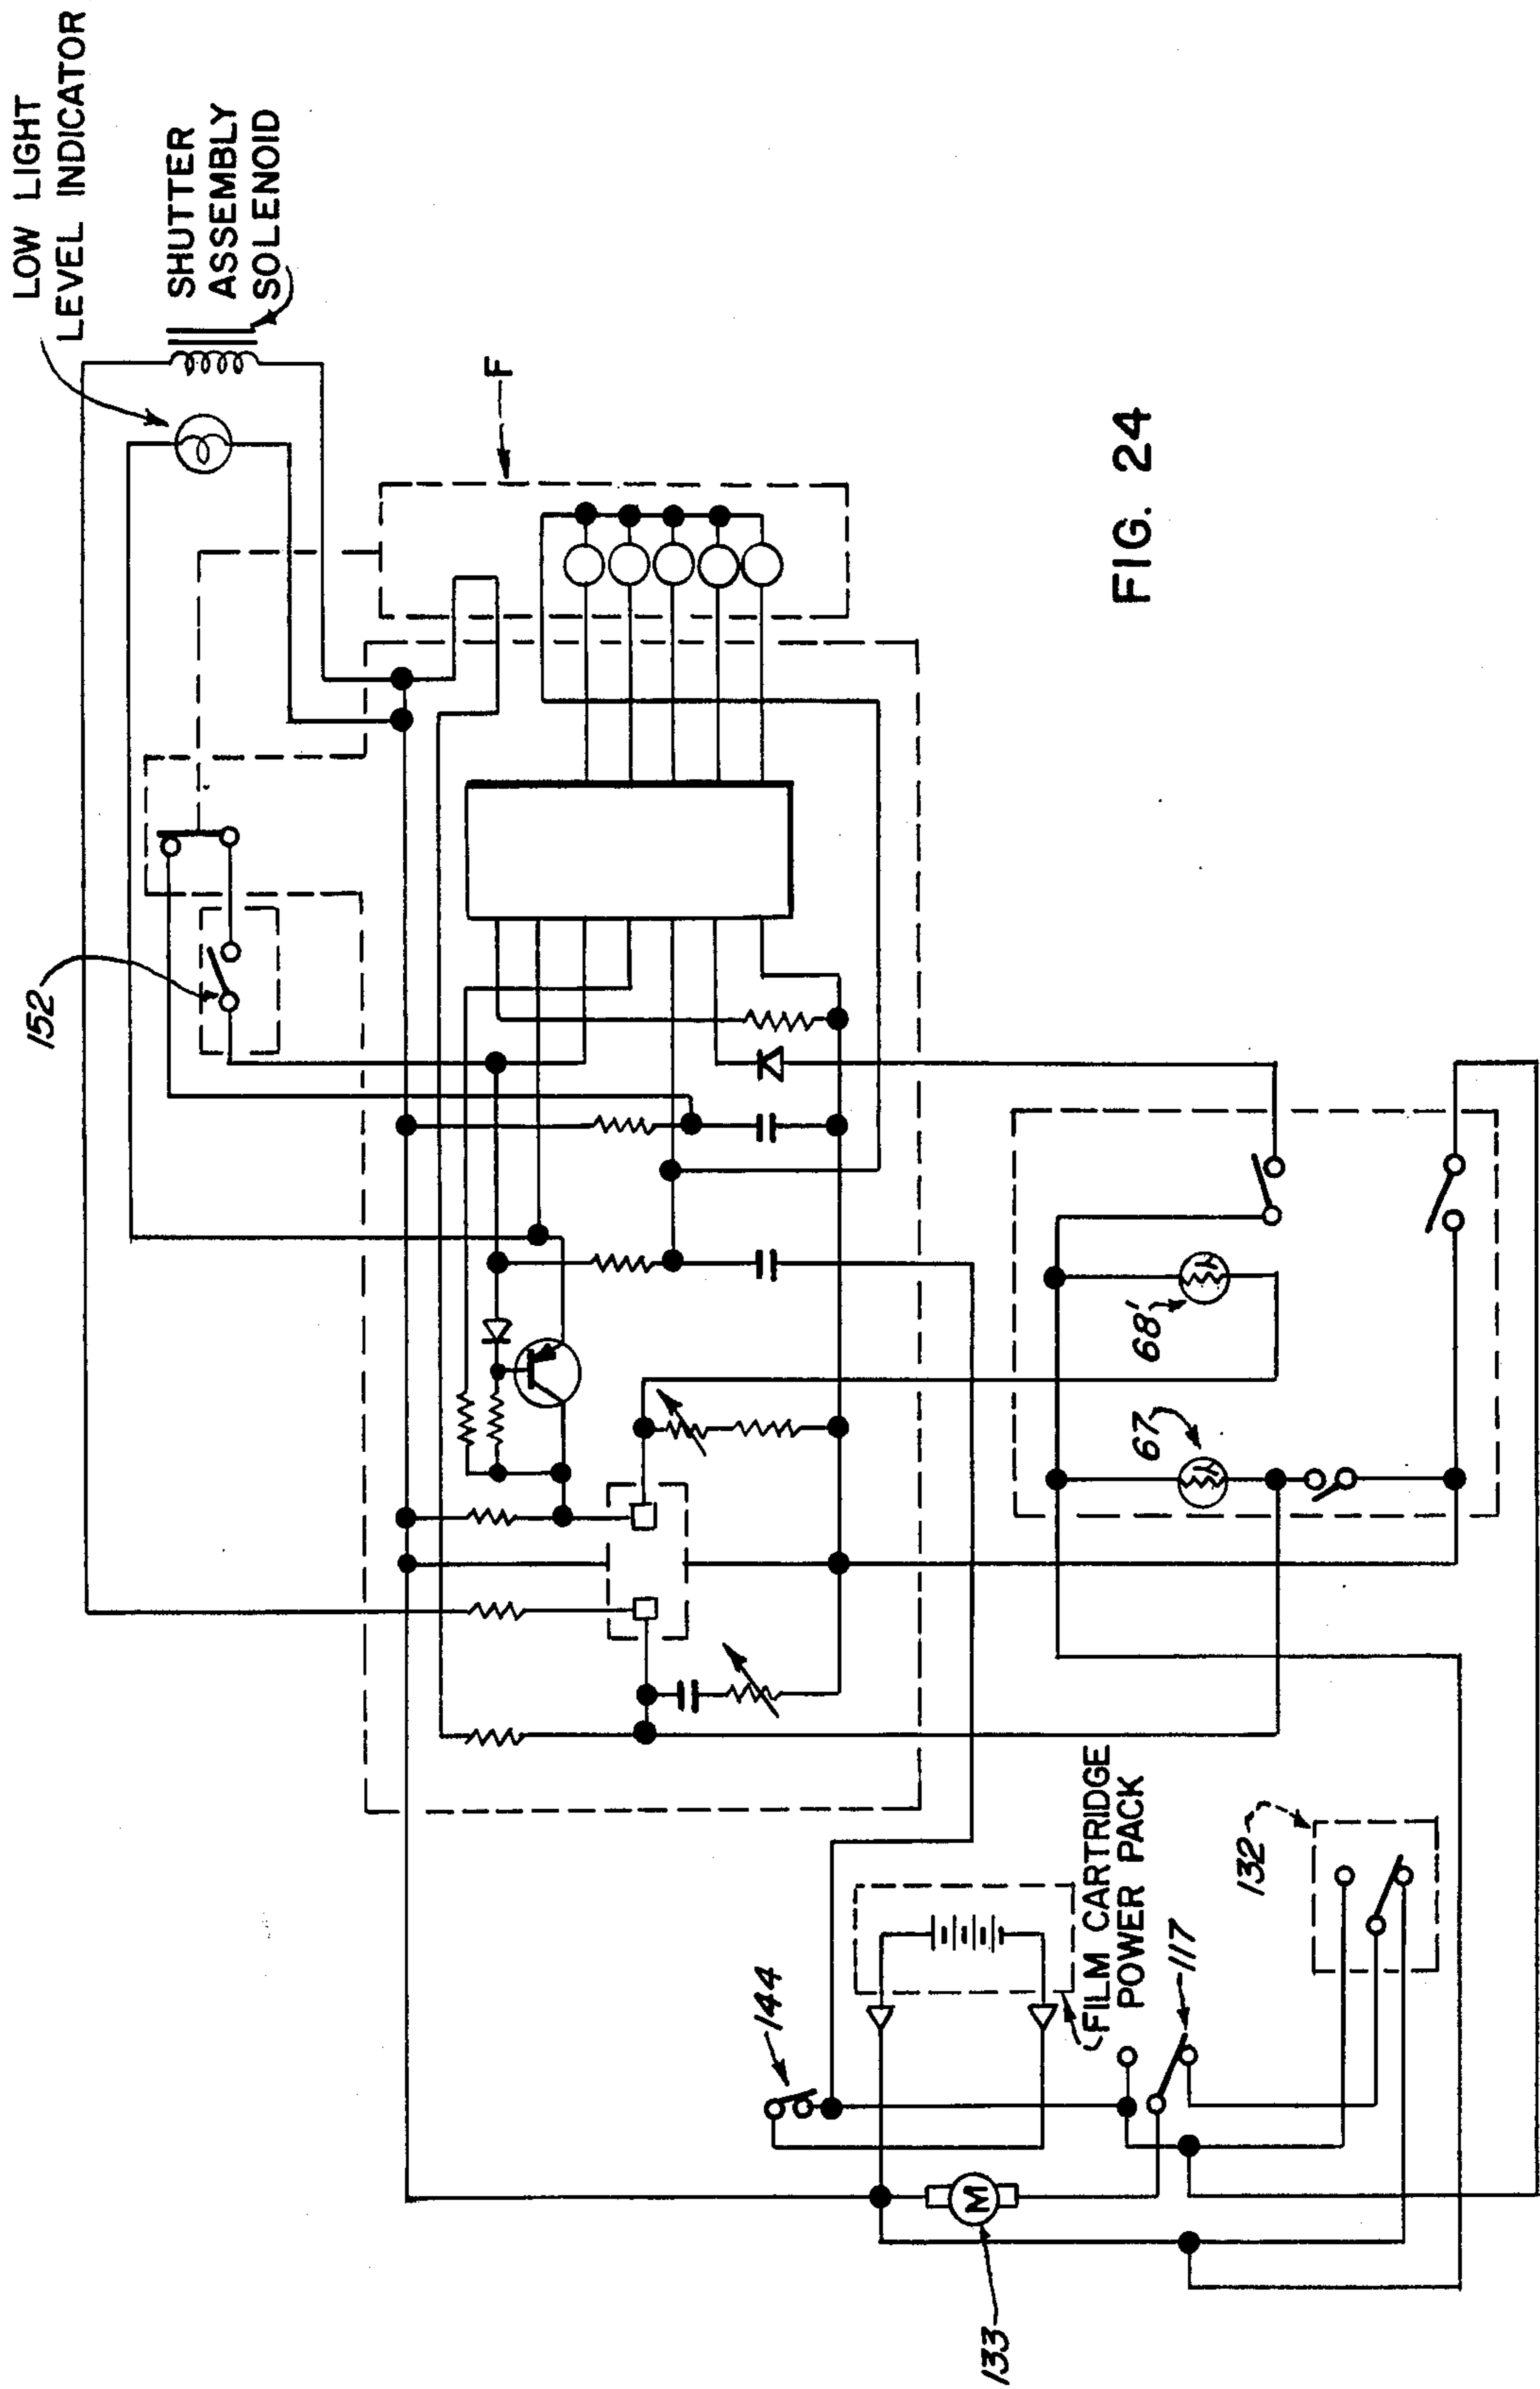 LOW LIGHT
LEVEL INDICATOR
SHUTTER
ASSEMBLY
SOLENOID
F
152
FIG. 24
68'
67
144
FILM CARTRIDGE
POWER PACK
117
132
M
133